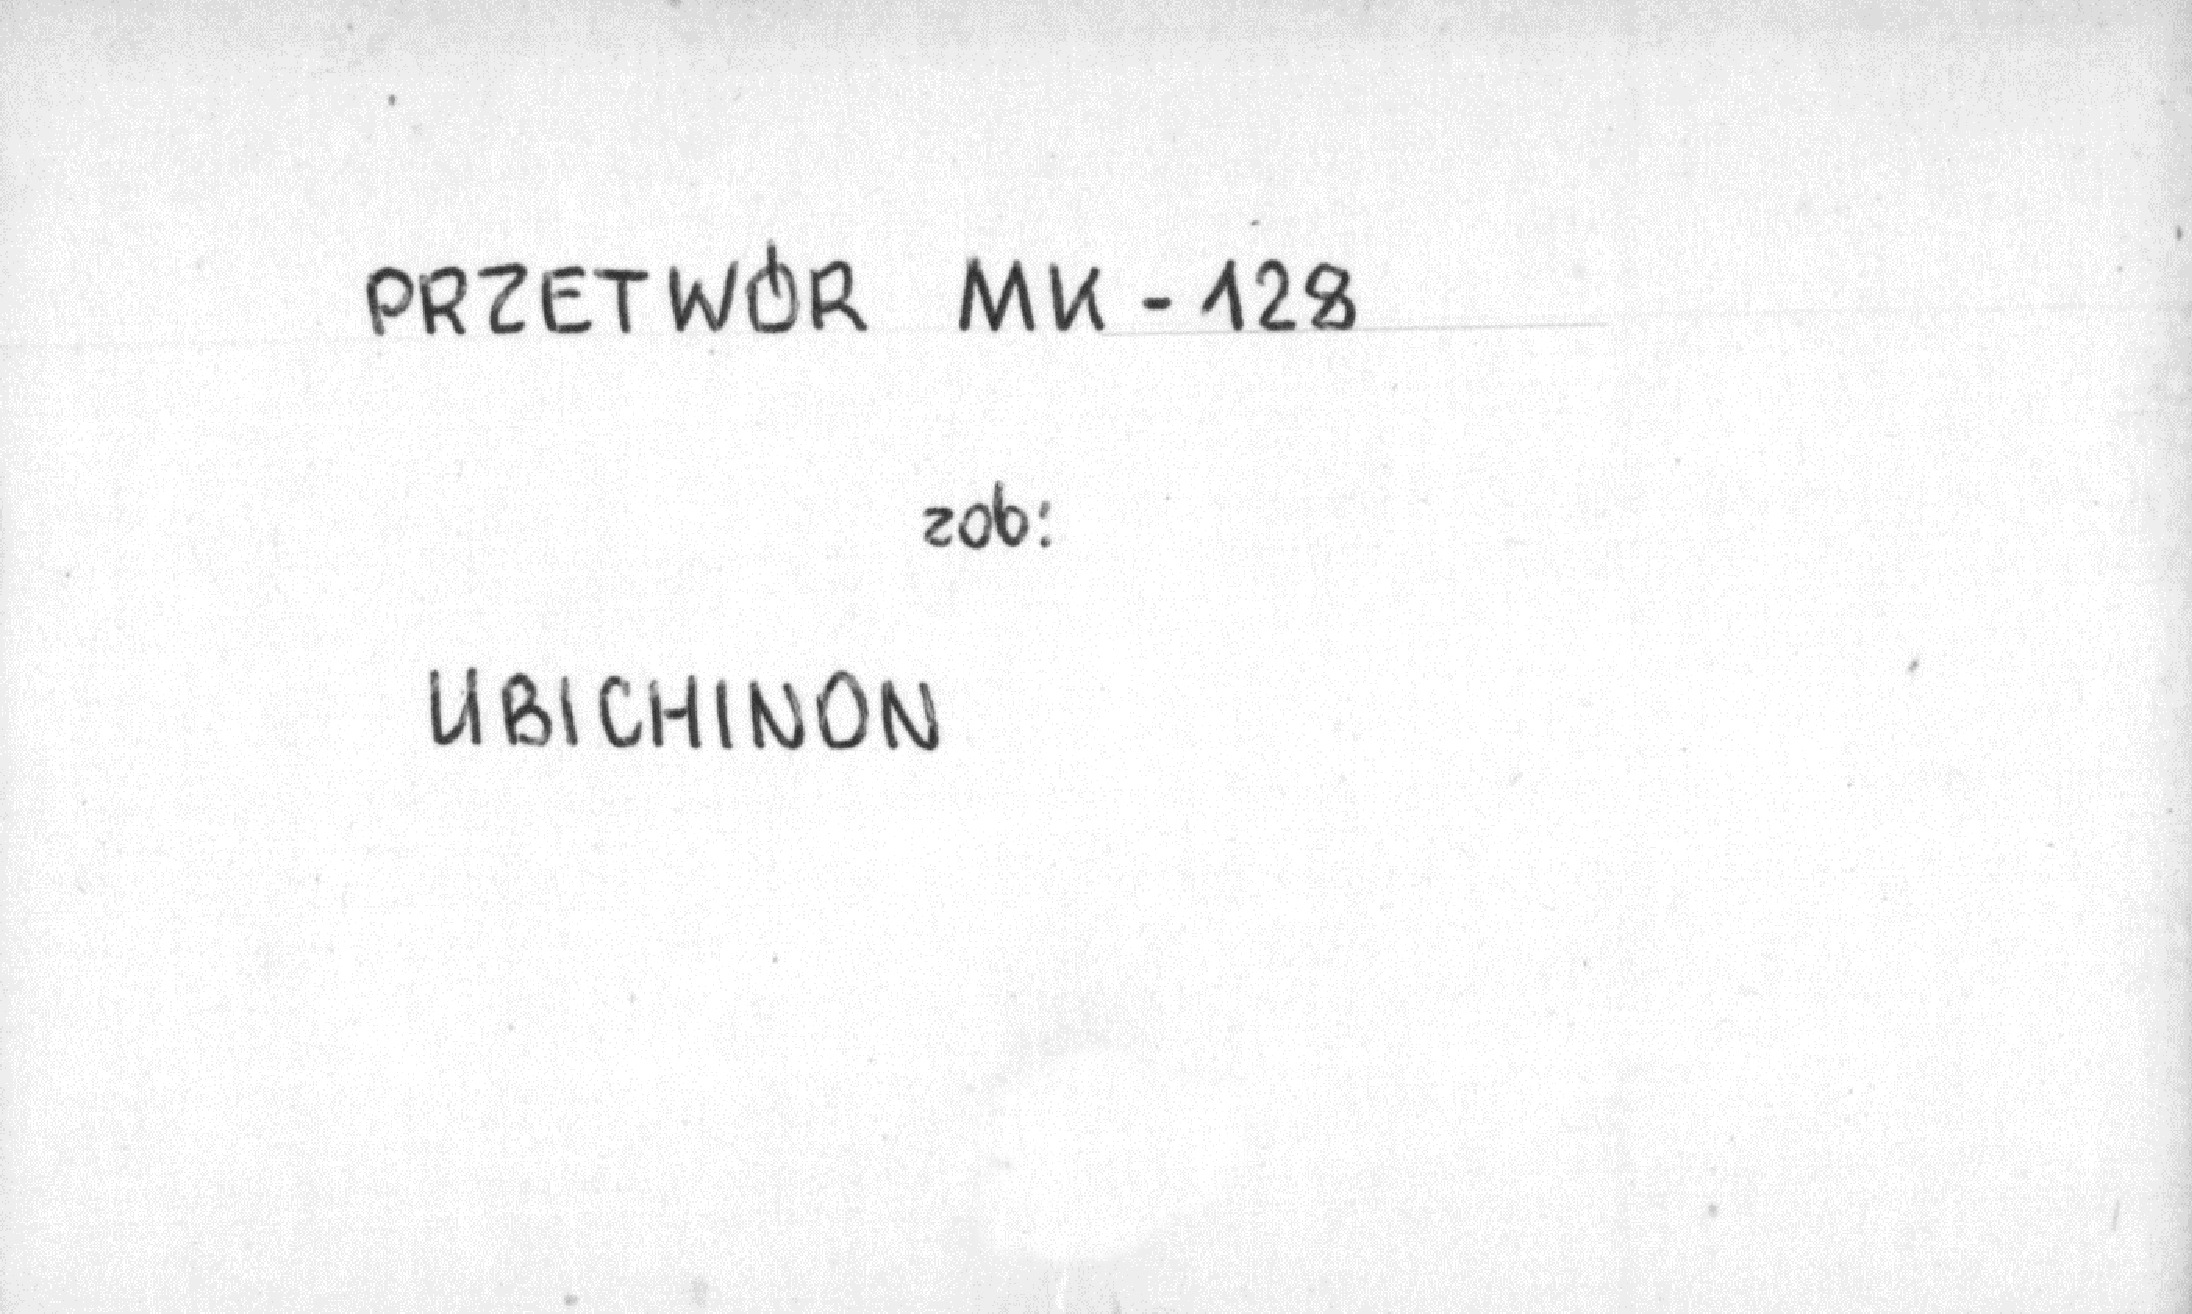 PRZETWÓR MK - 128
zob:
UBICHINON